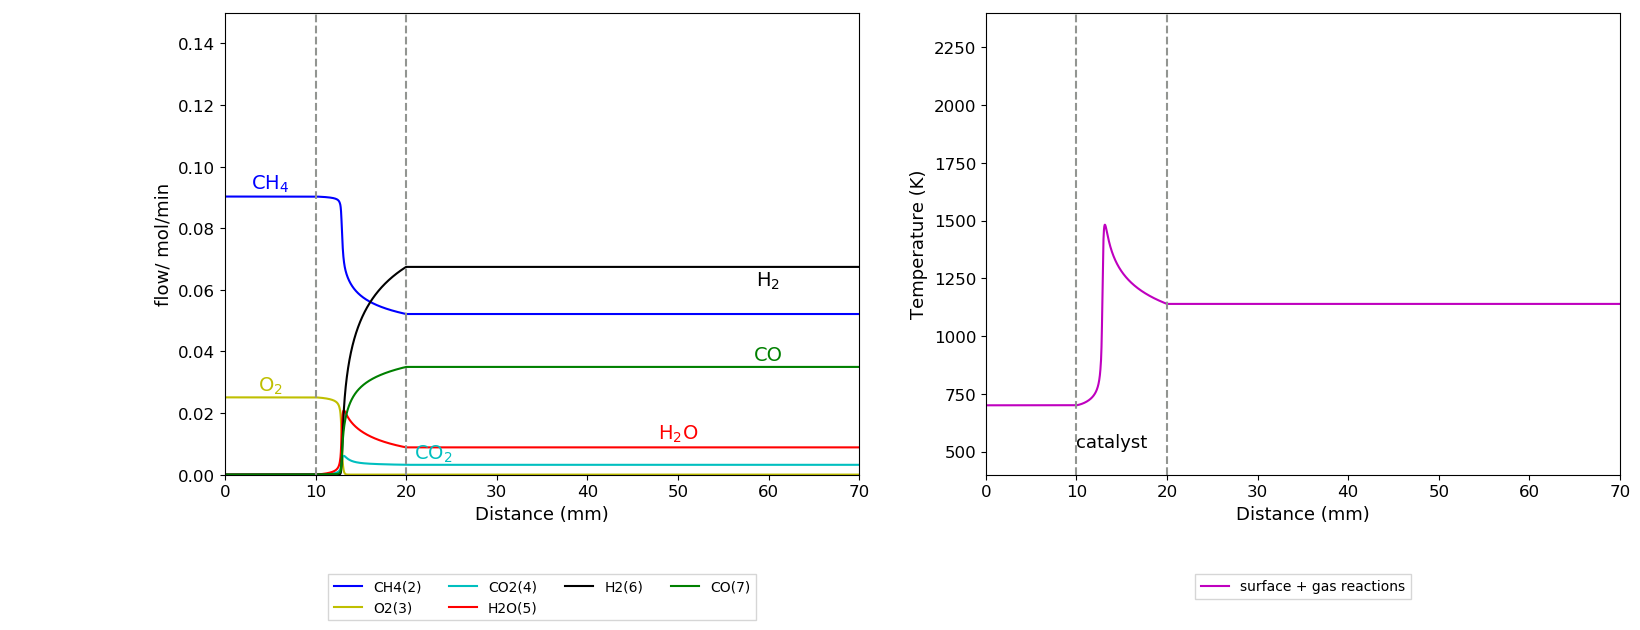 0.14
0.12
0.10
0.08
0.06
0.04
0.02
0.00
flow/ mol/min
CH₄
O₂
H₂
CO
H₂O
CO₂
0 10 20 30 40 50 60 70
Distance (mm)
CH4(2) CO2(4) H2(6) CO(7)
O2(3) H2O(5)
2250
2000
1750
1500
1250
1000
750
500
Temperature (K)
catalyst
0 10 20 30 40 50 60 70
Distance (mm)
surface + gas reactions